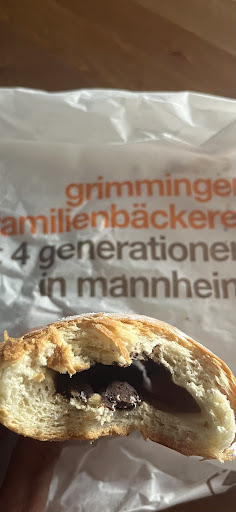 grimminger
familienbäckerei
4 generationen
in mannheim